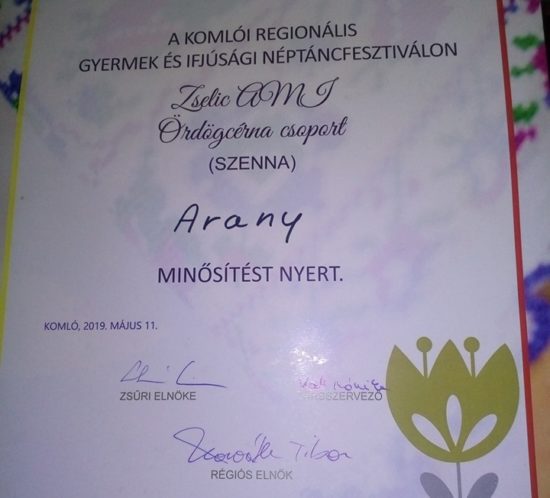 A KOMLÓI REGIONÁLIS
GYERMEK ÉS IFJÚSÁGI NÉPTÁNCFESZTIVÁLON
Zselic AMI
Ördögcérna csoport
(SZENNA)
Arany
MINŐSÍTÉST NYERT.
KOMLÓ, 2019. MÁJUS 11.
ZSŰRI ELNÖKE
Tibor
RÉGIÓS ELNÖK